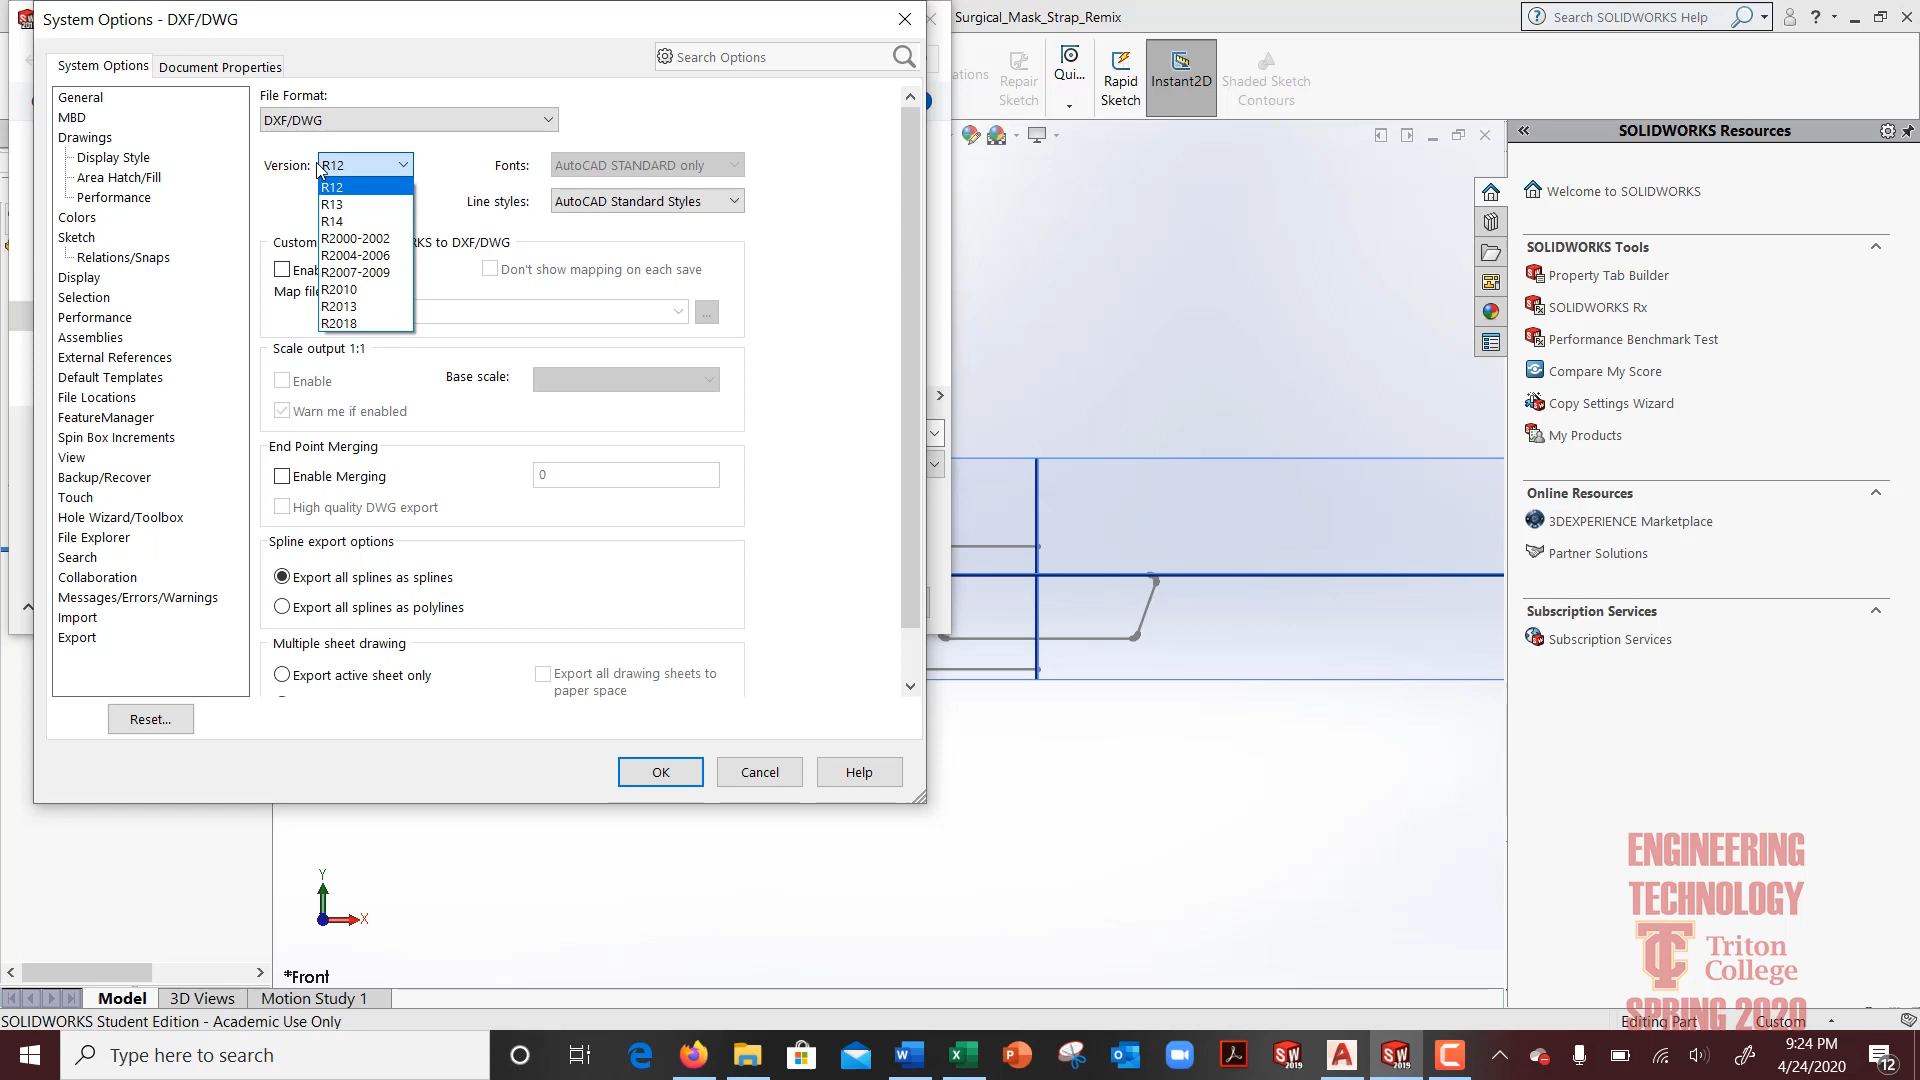 System Options - DXF/DWG
Surgical_Mask_Strap_Remix
Search SOLIDWORKS Help
System Options
Document Properties
Search Options
Repair
Sketch
Qui...
Rapid
Sketch
Instant2D
Shaded Sketch
Contours
General
MBD
Drawings
Display Style
Area Hatch/Fill
Performance
Colors
Sketch
Relations/Snaps
Display
Selection
Performance
Assemblies
External References
Default Templates
File Locations
FeatureManager
Spin Box Increments
View
Backup/Recover
Touch
Hole Wizard/Toolbox
File Explorer
Search
Collaboration
Messages/Errors/Warnings
Import
Export
Reset...
File Format:
DXF/DWG
Version:
R12
R12
R13
R14
R2000-2002
R2004-2006
R2007-2009
R2010
R2013
R2018
Fonts:
AutoCAD STANDARD only
Line styles:
AutoCAD Standard Styles
KS to DXF/DWG
Don't show mapping on each save
...
Scale output 1:1
Enable
Base scale:
Warn me if enabled
End Point Merging
Enable Merging
0
High quality DWG export
Spline export options
Export all splines as splines
Export all splines as polylines
Multiple sheet drawing
Export active sheet only
Export all drawing sheets to
paper space
OK
Cancel
Help
SOLIDWORKS Resources
Welcome to SOLIDWORKS
SOLIDWORKS Tools
Property Tab Builder
SOLIDWORKS Rx
Performance Benchmark Test
Compare My Score
Copy Settings Wizard
My Products
Online Resources
3DEXPERIENCE Marketplace
Partner Solutions
Subscription Services
Subscription Services
Y
X
*Front
Model
3D Views
Motion Study 1
SOLIDWORKS Student Edition - Academic Use Only
Editing Part
Custom
ENGINEERING
TECHNOLOGY
Triton
College
SPRING 2020
Type here to search
9:24 PM
4/24/2020
12